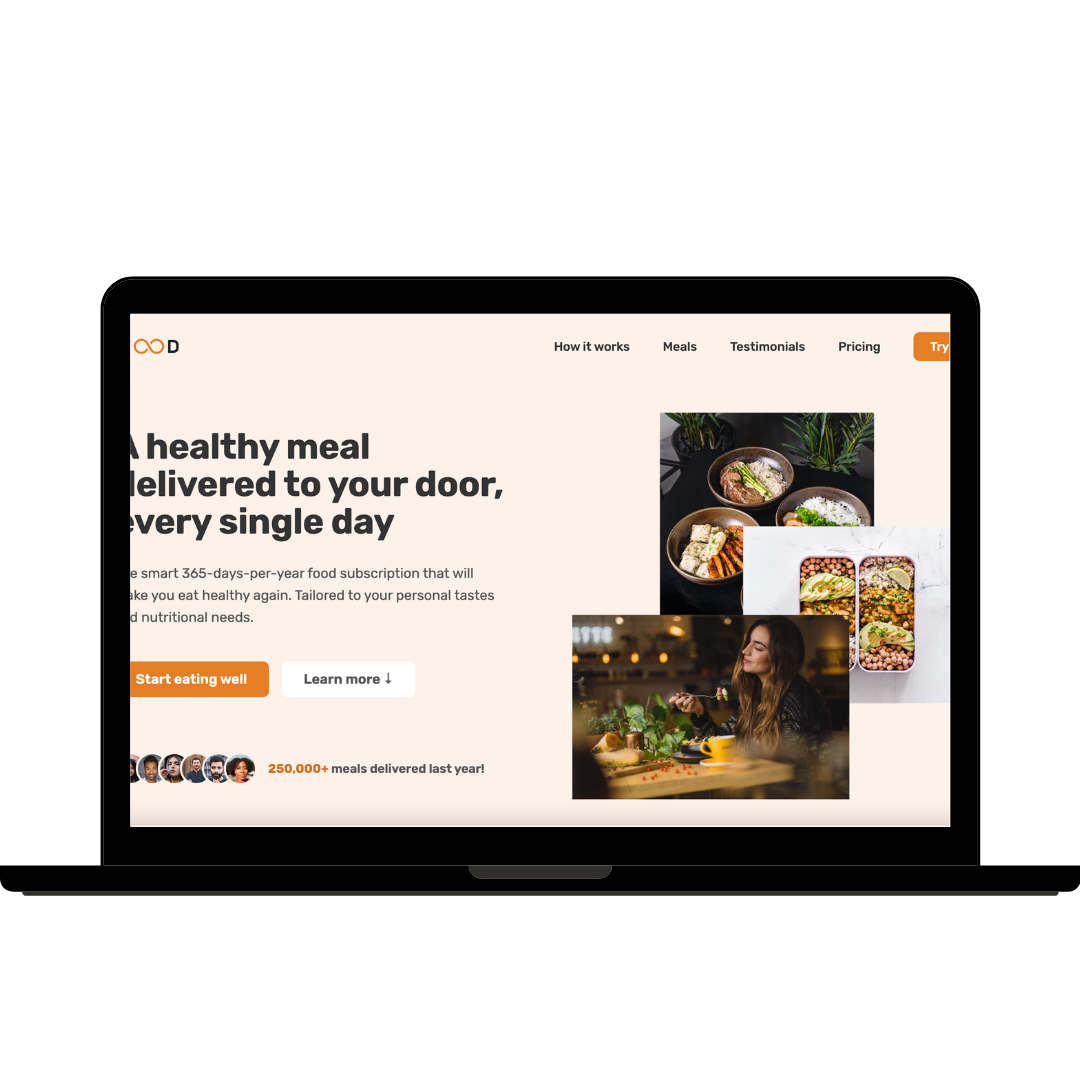 D
How it works Meals Testimonials Pricing Try
A healthy meal
delivered to your door,
every single day
e smart 365-days-per-year food subscription that will
ake you eat healthy again. Tailored to your personal tastes
d nutritional needs.
Start eating well Learn more ↓
250,000+ meals delivered last year!